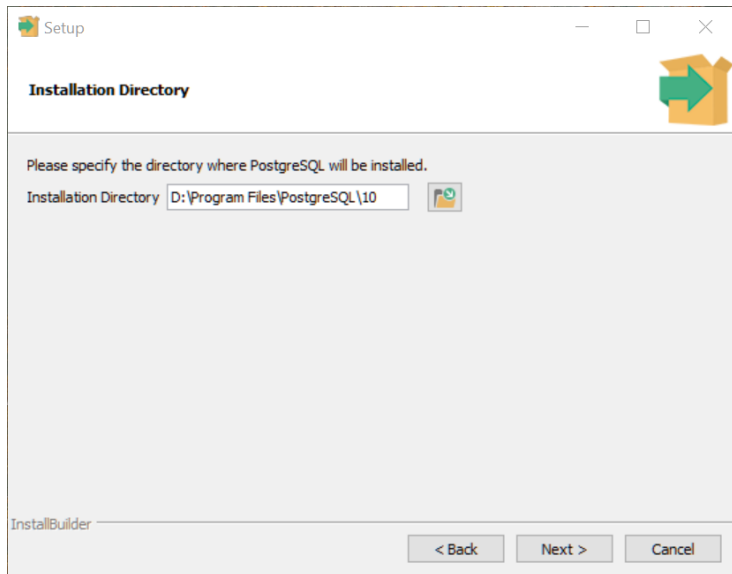 Setup
Installation Directory
Please specify the directory where PostgreSQL will be installed.
Installation Directory D:\Program Files\PostgreSQL\10
InstallBuilder
< Back Next > Cancel